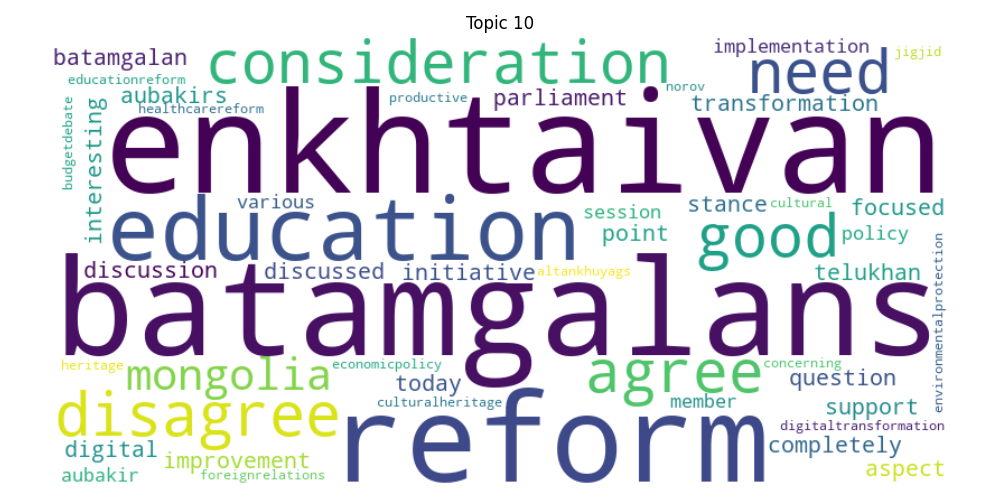 Topic 10
batamgalan
consideration
implementation
jigjid
educationreform
need
aubakirs
productive
norov
parliament
transformation
healthcarereform
budgetdebate
interesting
enkhtaivan
various
education
session
stance
cultural
focused
point
good
policy
discussion
discussed
initiative
altankhuyags
telukhan
batamgalans
environmentalprotection
heritage
mongolia
economicpolicy
agree
concerning
today
question
disagree
culturalheritage
member
support
reform
digitaltransformation
digital
completely
improvement
aubakir
foreignrelations
aspect